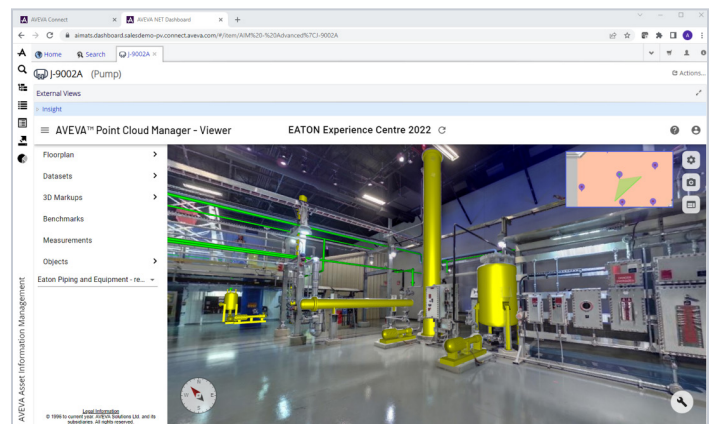 AVEVA Connect
AVEVA NET Dashboard
aimats.dashboard.salesdemo-pv.connect.aveva.com/#/item/AIM%20-%20Advanced%7CJ-9002A
Home
Search
J-9002A
J-9002A (Pump)
Actions...
External Views
Insight
AVEVA™ Point Cloud Manager - Viewer
EATON Experience Centre 2022
Floorplan
Datasets
3D Markups
Benchmarks
Measurements
Objects
Eaton Piping and Equipment - re...
AVEVA Asset Information Management
N
W
E
S
Legal Information
© 1996 to current year. AVEVA Solutions Ltd. and its
subsidiaries. All rights reserved.